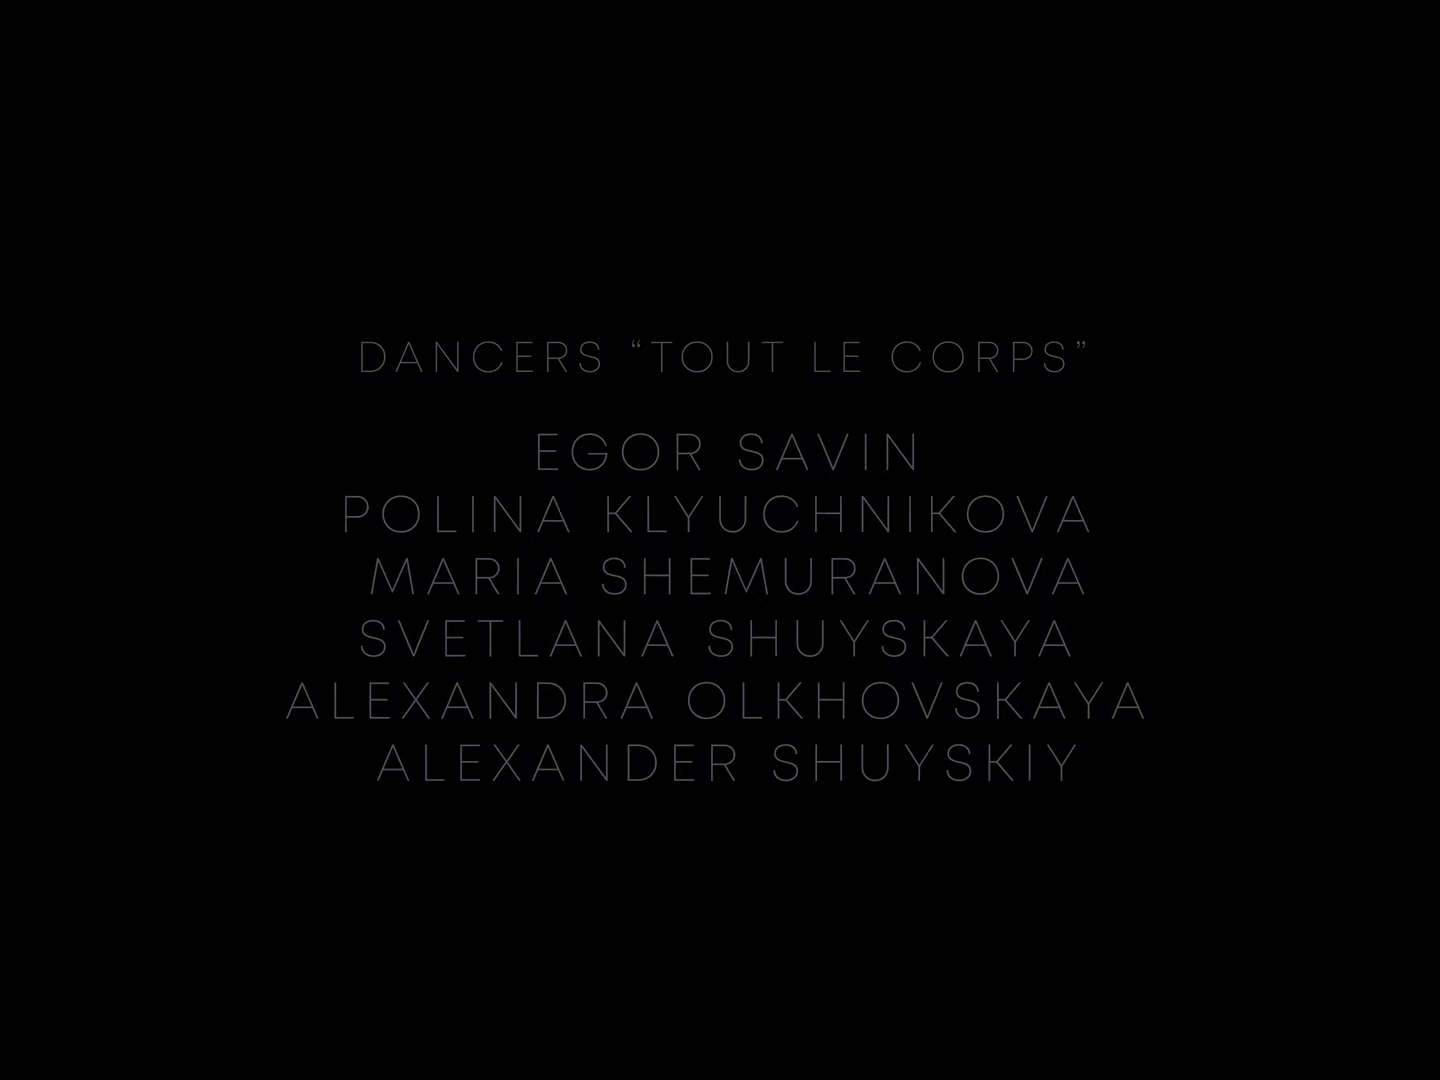 DANCERS “TOUT LE CORPS”
EGOR SAVIN
POLINA KLYUCHNIKOVA
MARIA SHEMURANOVA
SVETLANA SHUYSKAYA
ALEXANDRA OLKHOVSKAYA
ALEXANDER SHUYSKIY